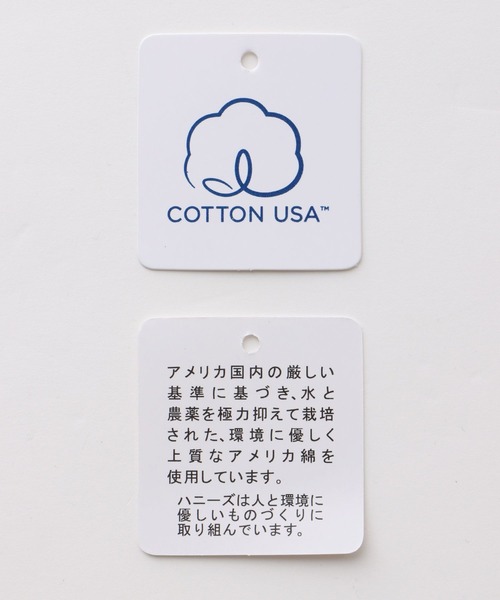 COTTON USA™
アメリカ国内の厳しい
基準に基づき、水と
農薬を極力抑えて栽培
された、環境に優しく
上質なアメリカ綿を
使用しています。
ハニーズは人と環境に
優しいものづくりに
取り組んでいます。